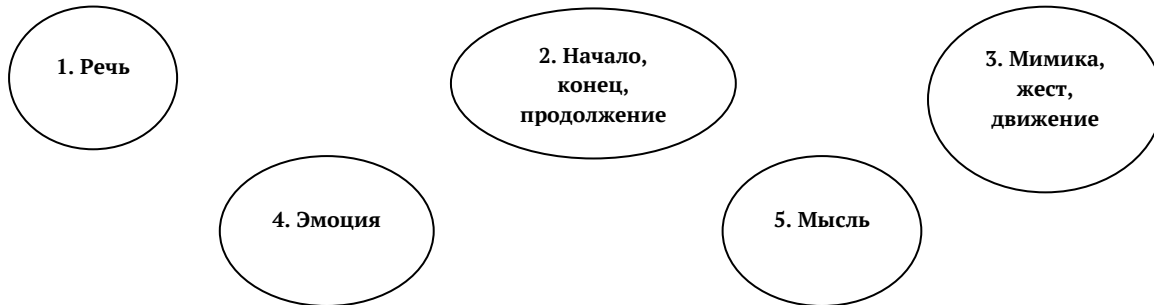 1. Речь
2. Начало,
конец,
продолжение
3. Мимика,
жест,
движение
4. Эмоция
5. Мысль